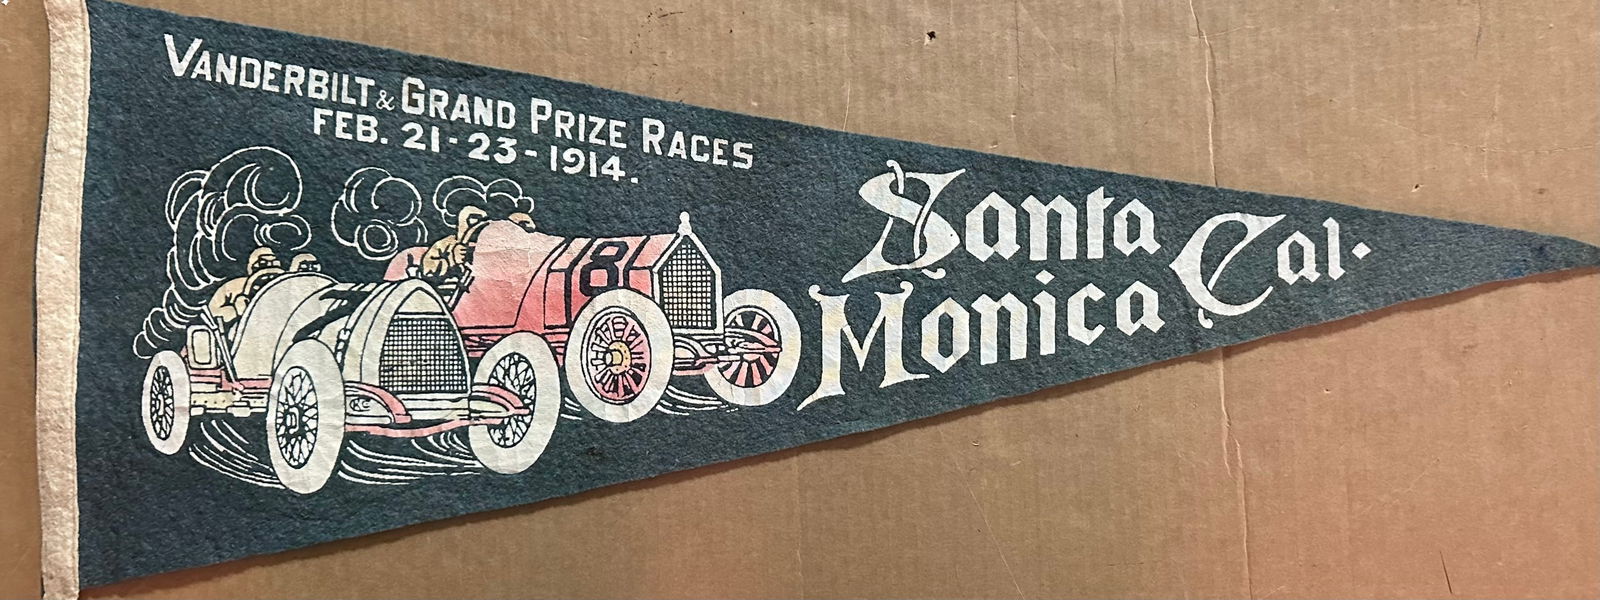 VANDERBILT & GRAND PRIZE RACES
FEB. 21-23-1914.
18
Santa
Monica Cal.